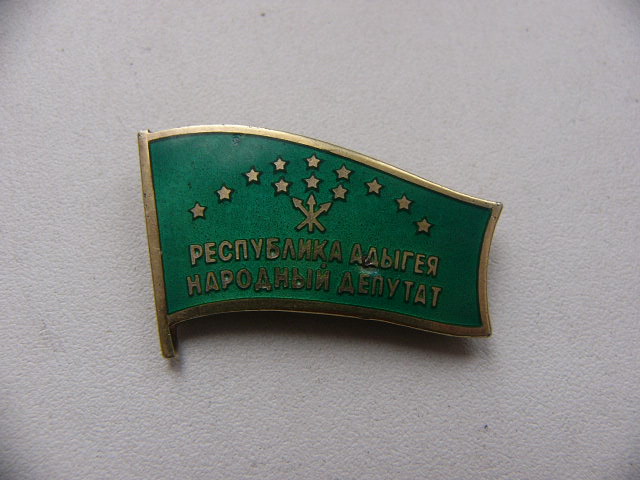 РЕСПУБЛИКА АДЫГЕЯ
НАРОДНЫЙ ДЕПУТАТ